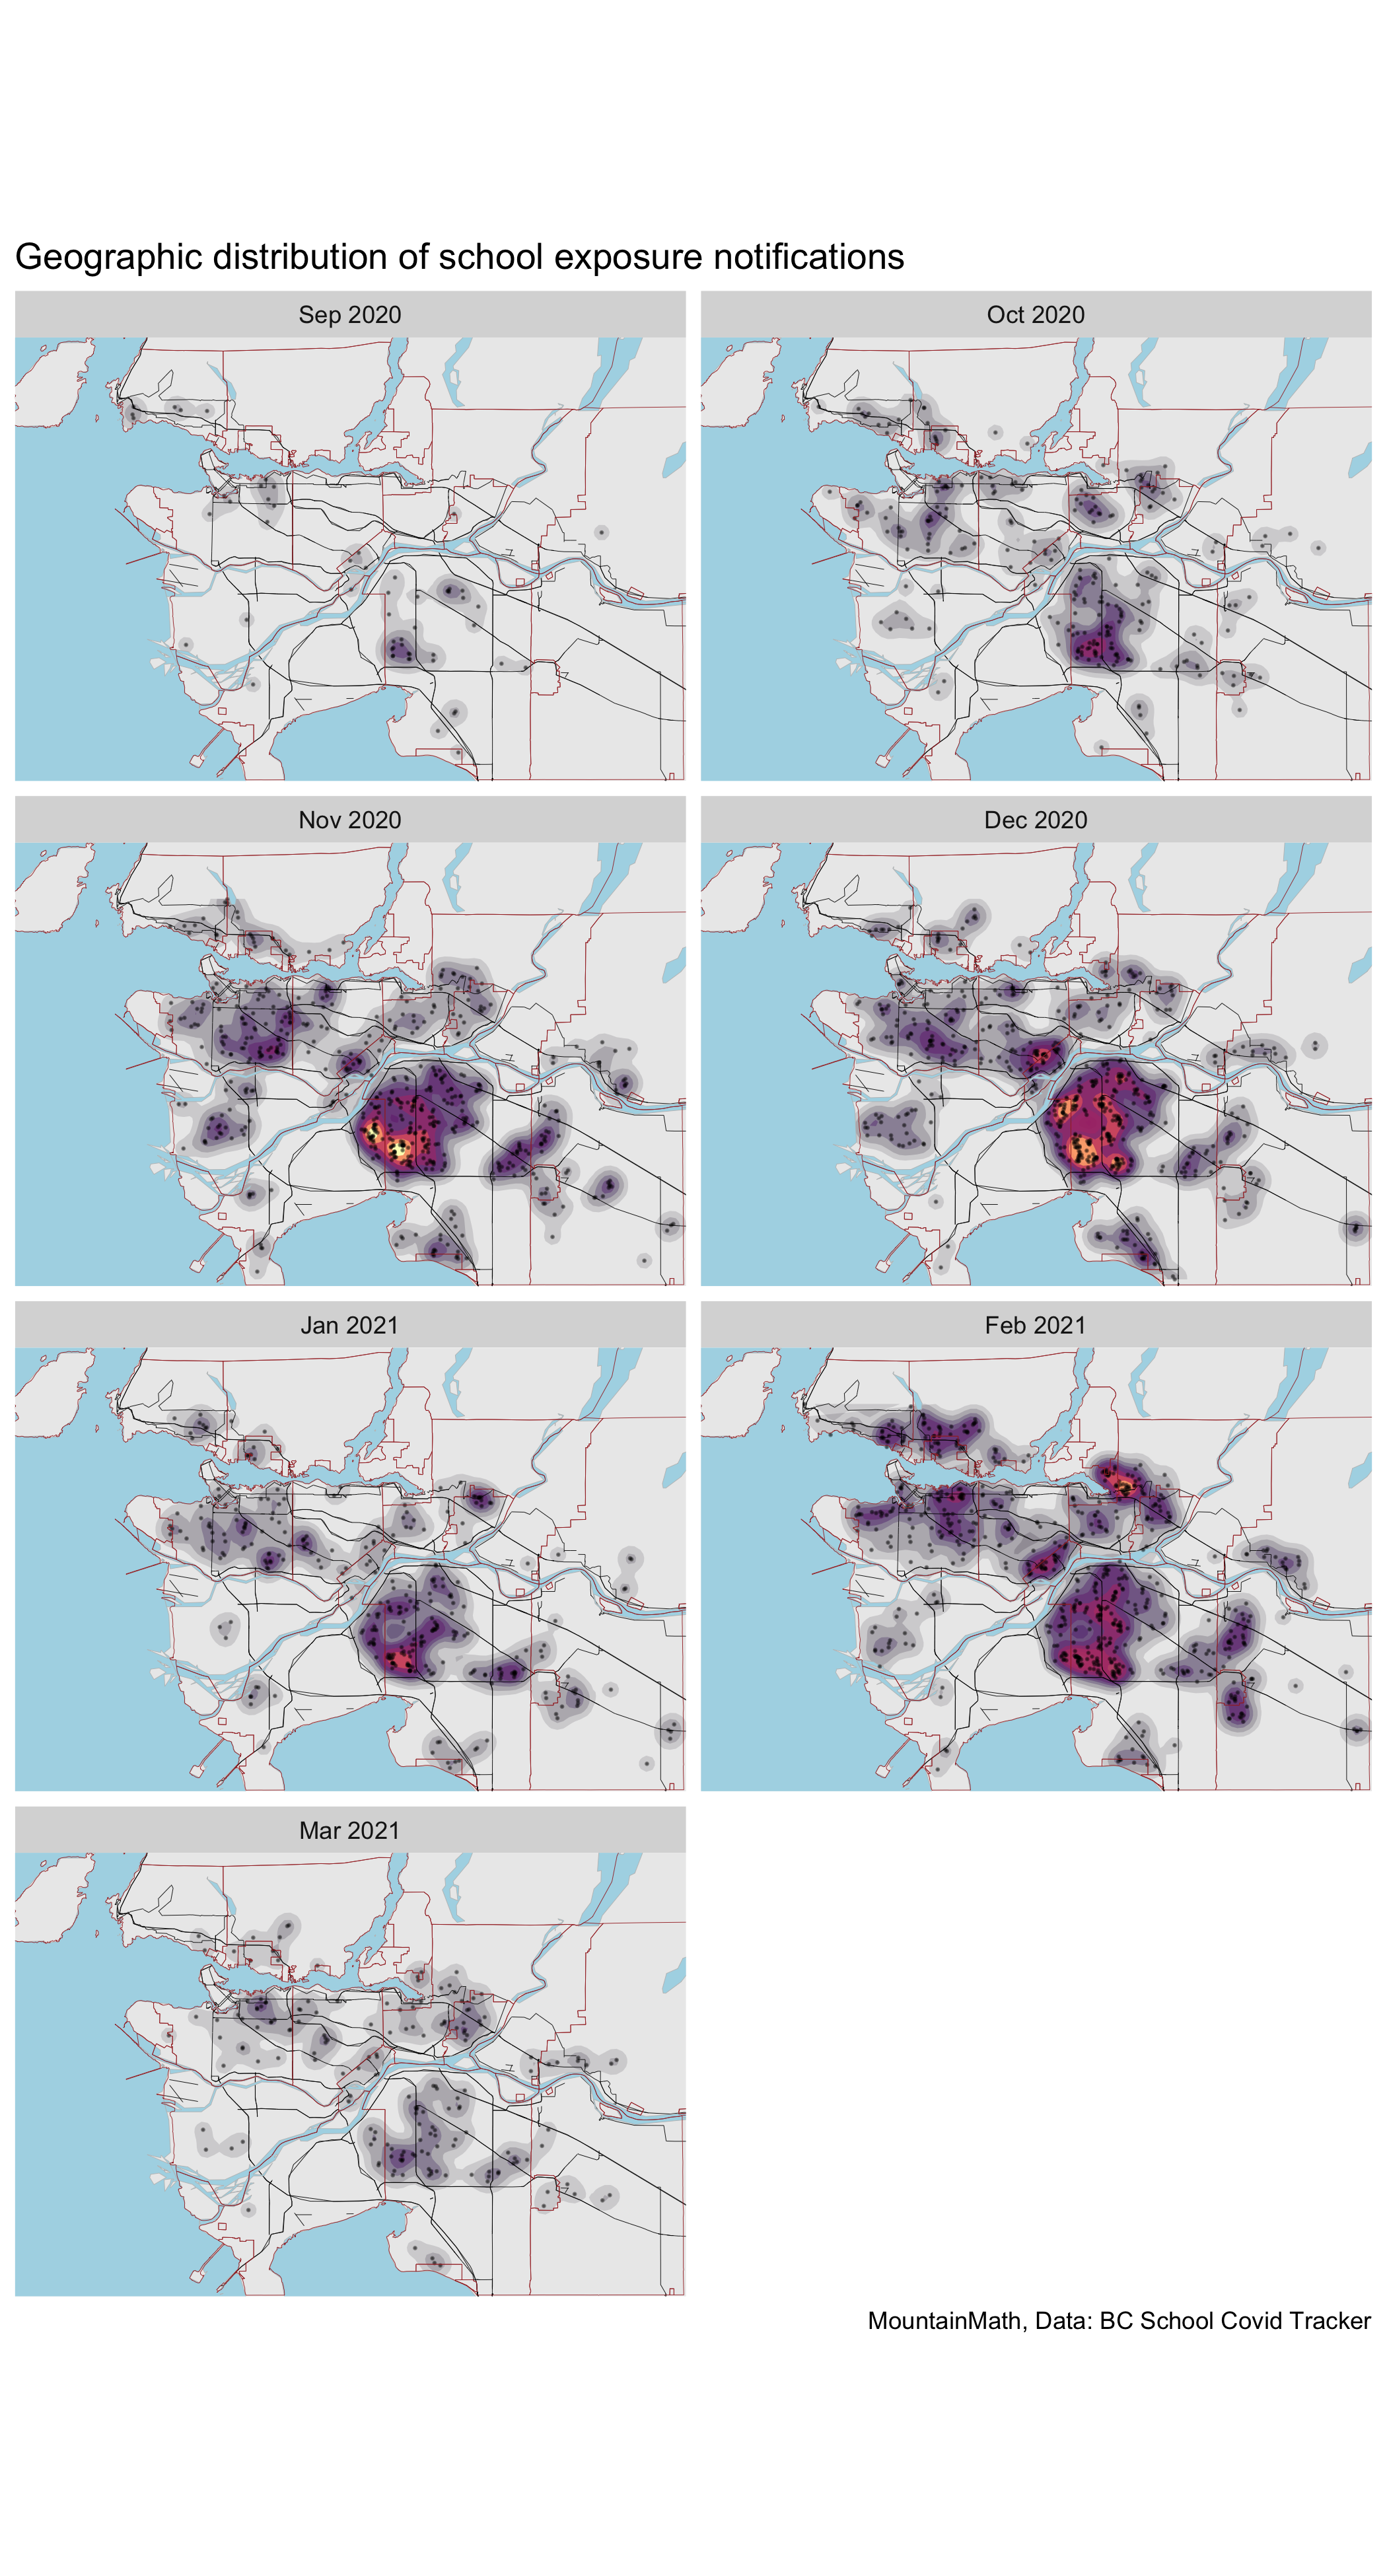 Geographic distribution of school exposure notifications
Sep 2020
Oct 2020
Nov 2020
Dec 2020
Jan 2021
Feb 2021
Mar 2021
MountainMath, Data: BC School Covid Tracker